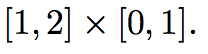 [1, 2] × [0, 1].